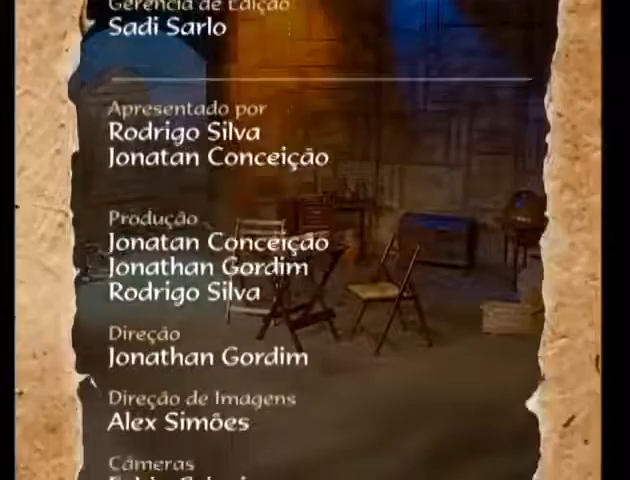 Gerência de Edição
Sadi Sarlo
Apresentado por
Rodrigo Silva
Jonatan Conceição
Produção
Jonatan Conceição
Jonathan Gordim
Rodrigo Silva
Direção
Jonathan Gordim
Direção de Imagens
Alex Simões
Câmeras